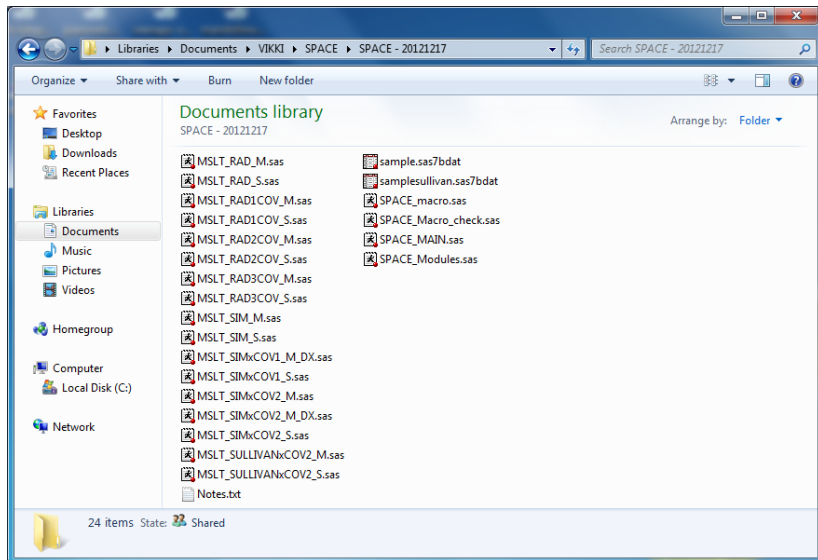 Libraries ▸ Documents ▸ VIKKI ▸ SPACE ▸ SPACE - 20121217
Search SPACE - 20121217
Organize Share with Burn New folder
Favorites
Desktop
Downloads
Recent Places
Libraries
Documents
Music
Pictures
Videos
Homegroup
Computer
Local Disk (C:)
Network
Documents library
SPACE - 20121217
Arrange by: Folder
MSLT_RAD_M.sas
MSLT_RAD_S.sas
MSLT_RAD1COV_M.sas
MSLT_RAD1COV_S.sas
MSLT_RAD2COV_M.sas
MSLT_RAD2COV_S.sas
MSLT_RAD3COV_M.sas
MSLT_RAD3COV_S.sas
MSLT_SIM_M.sas
MSLT_SIM_S.sas
MSLT_SIMxCOV1_M_DX.sas
MSLT_SIMxCOV1_S.sas
MSLT_SIMxCOV2_M.sas
MSLT_SIMxCOV2_M_DX.sas
MSLT_SIMxCOV2_S.sas
MSLT_SULLIVANxCOV2_M.sas
MSLT_SULLIVANxCOV2_S.sas
Notes.txt
sample.sas7bdat
samplesullivan.sas7bdat
SPACE_macro.sas
SPACE_Macro_check.sas
SPACE_MAIN.sas
SPACE_Modules.sas
24 items State: Shared